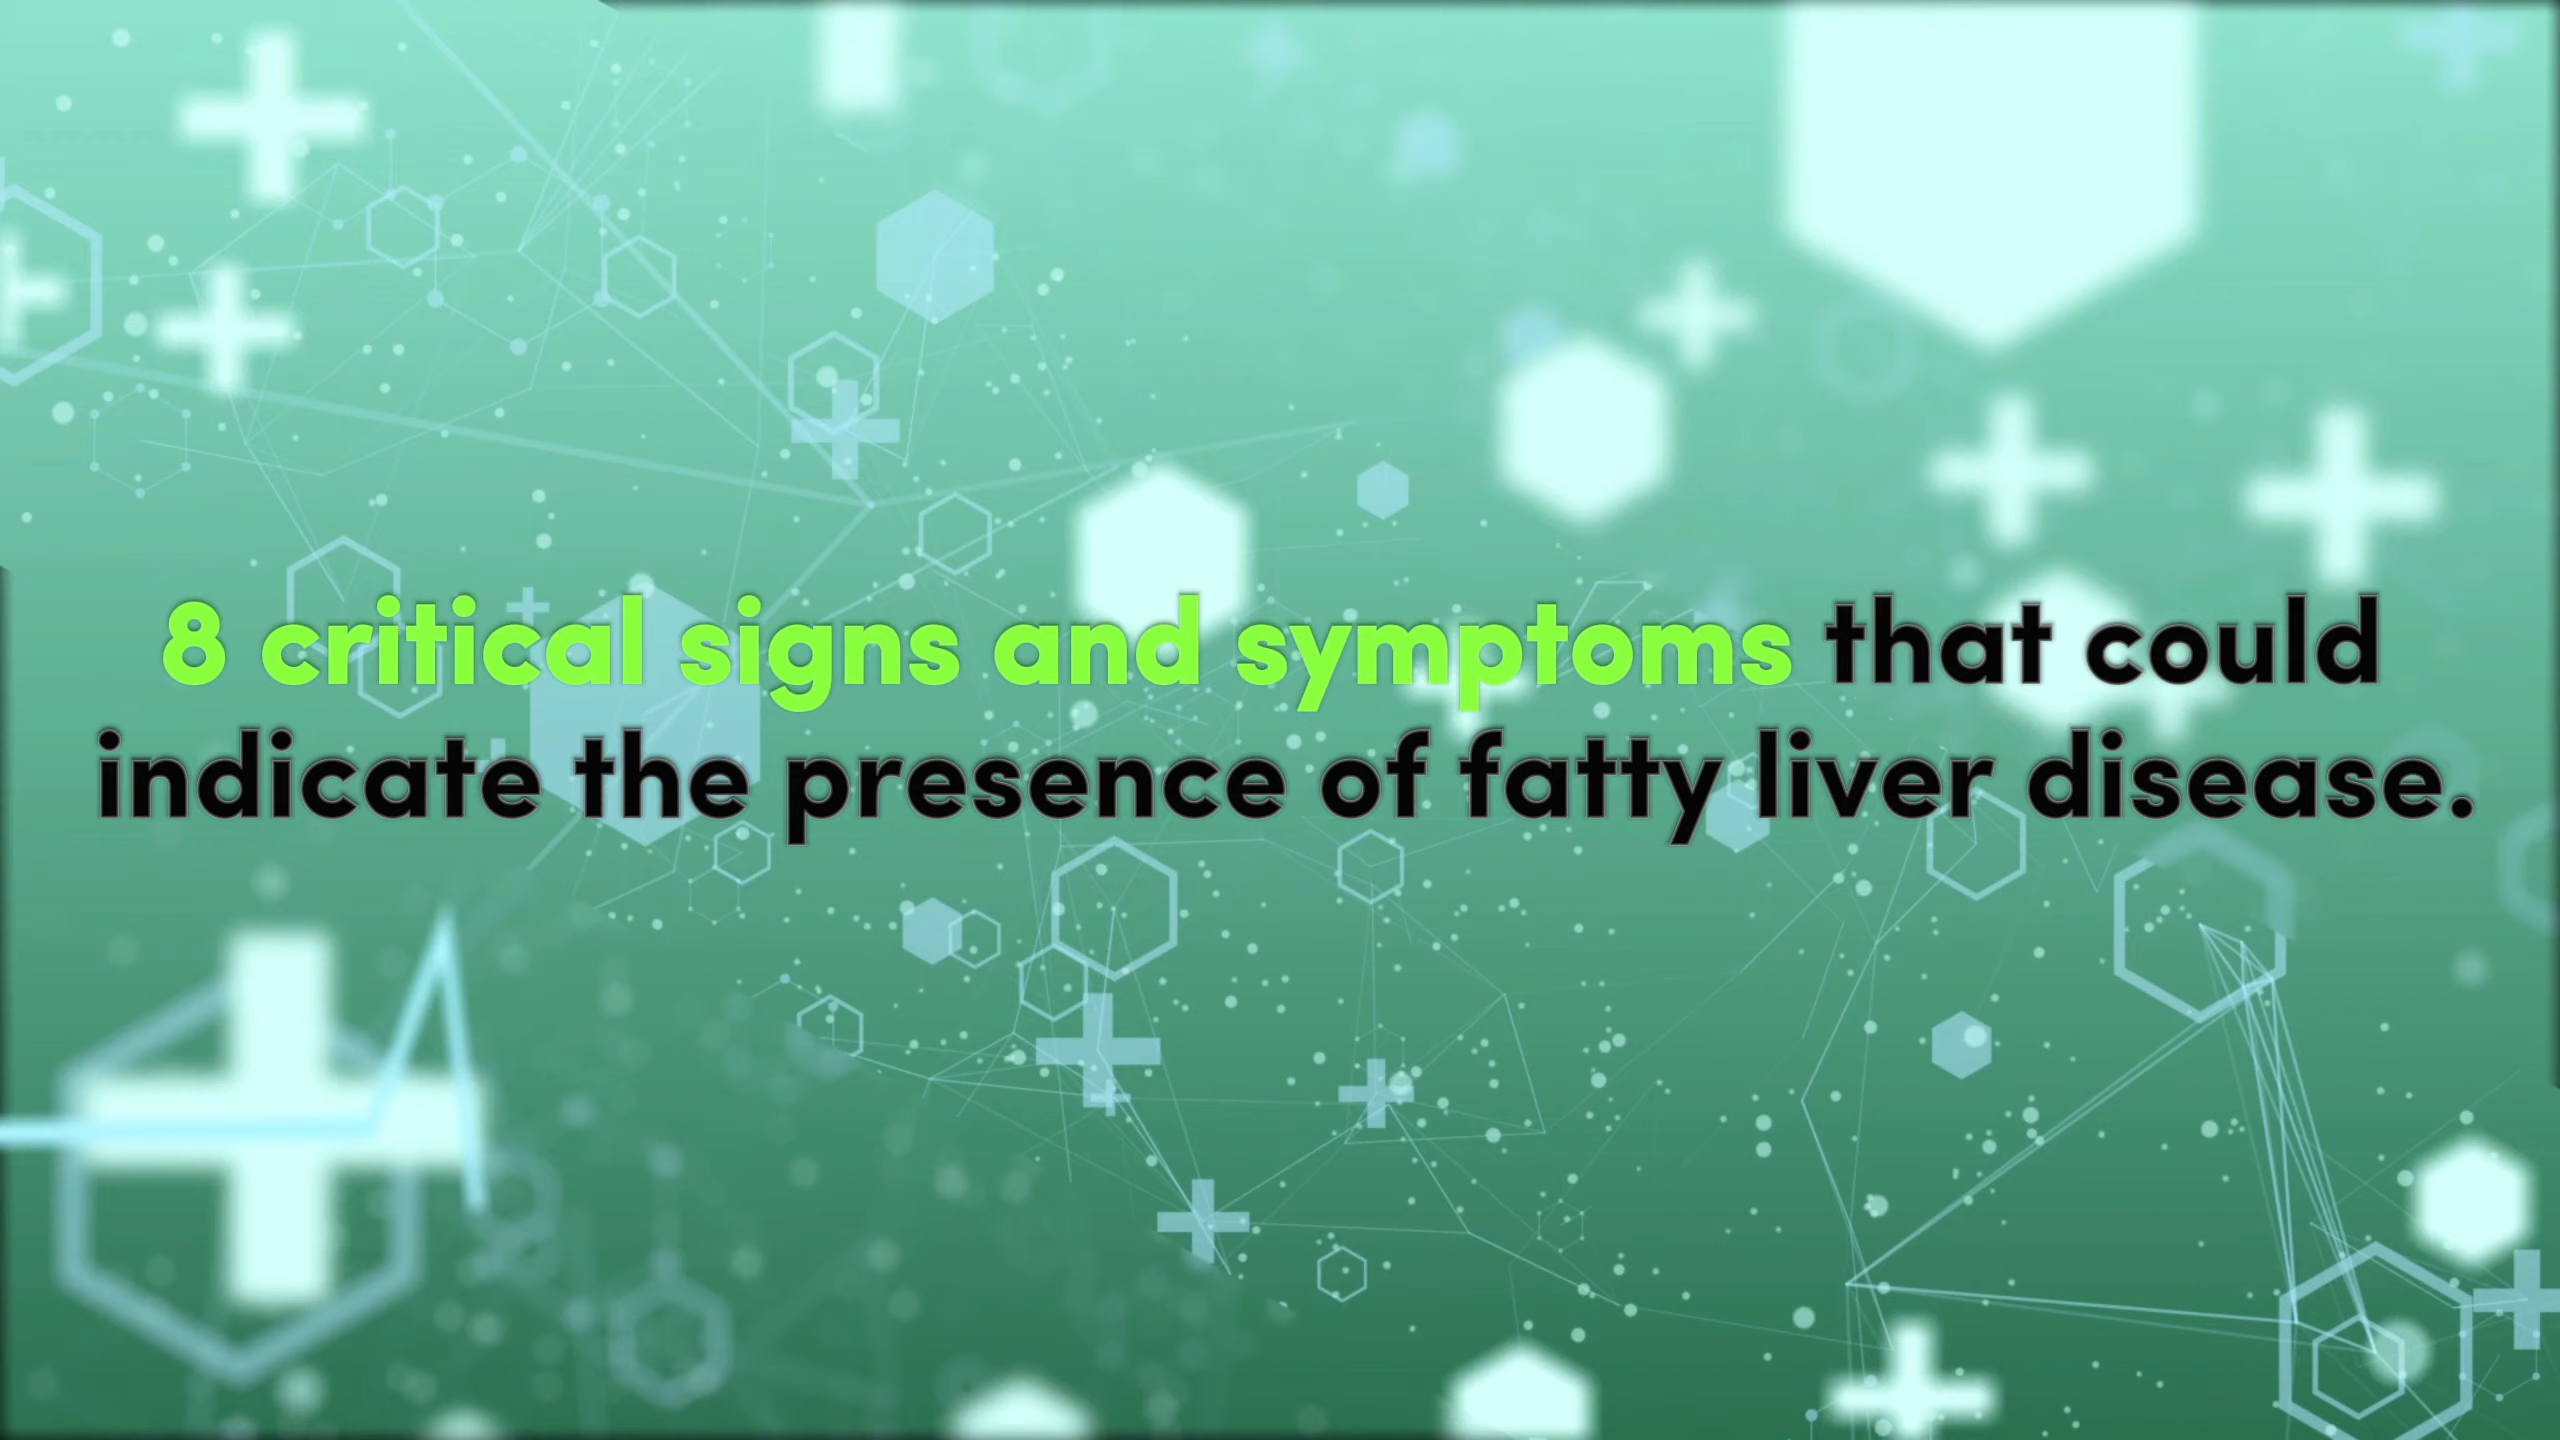 8 critical signs and symptoms that could
indicate the presence of fatty liver disease.